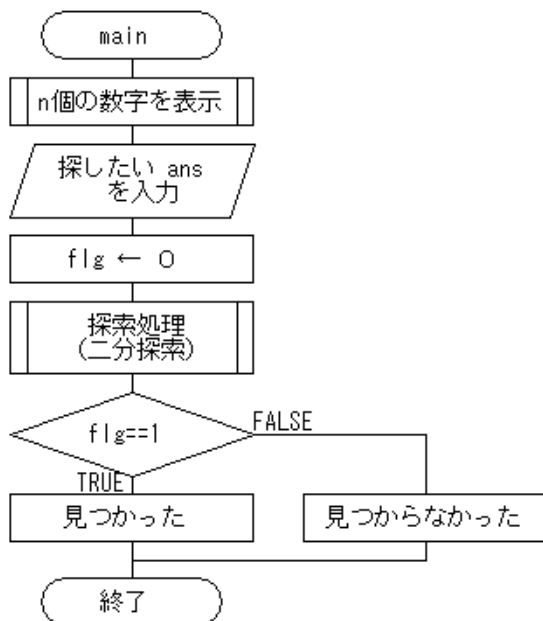 main
n個の数字を表示
探したい ans
を入力
flg ← 0
探索処理
(二分探索)
flg==1
FALSE
TRUE
見つかった
見つからなかった
終了